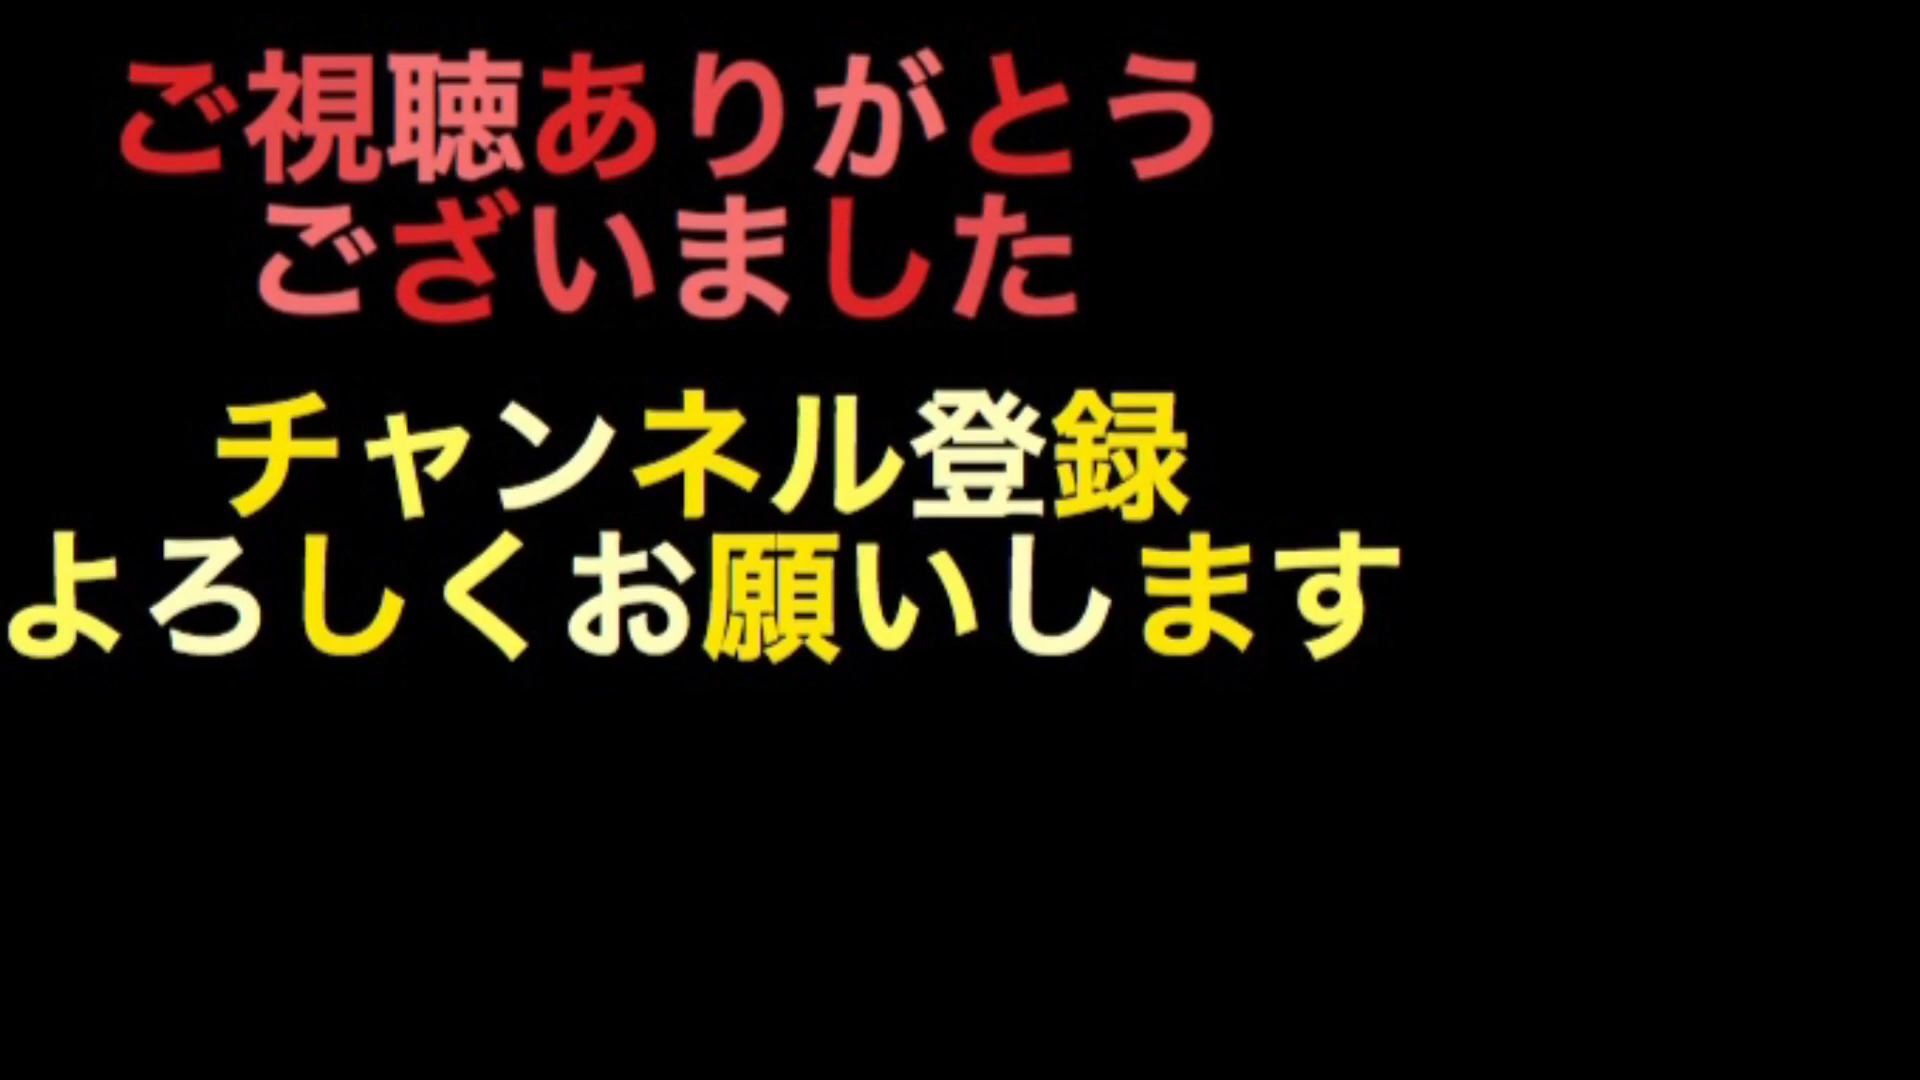 ご視聴ありがとう
ございました
チャンネル登録
よろしくお願いします